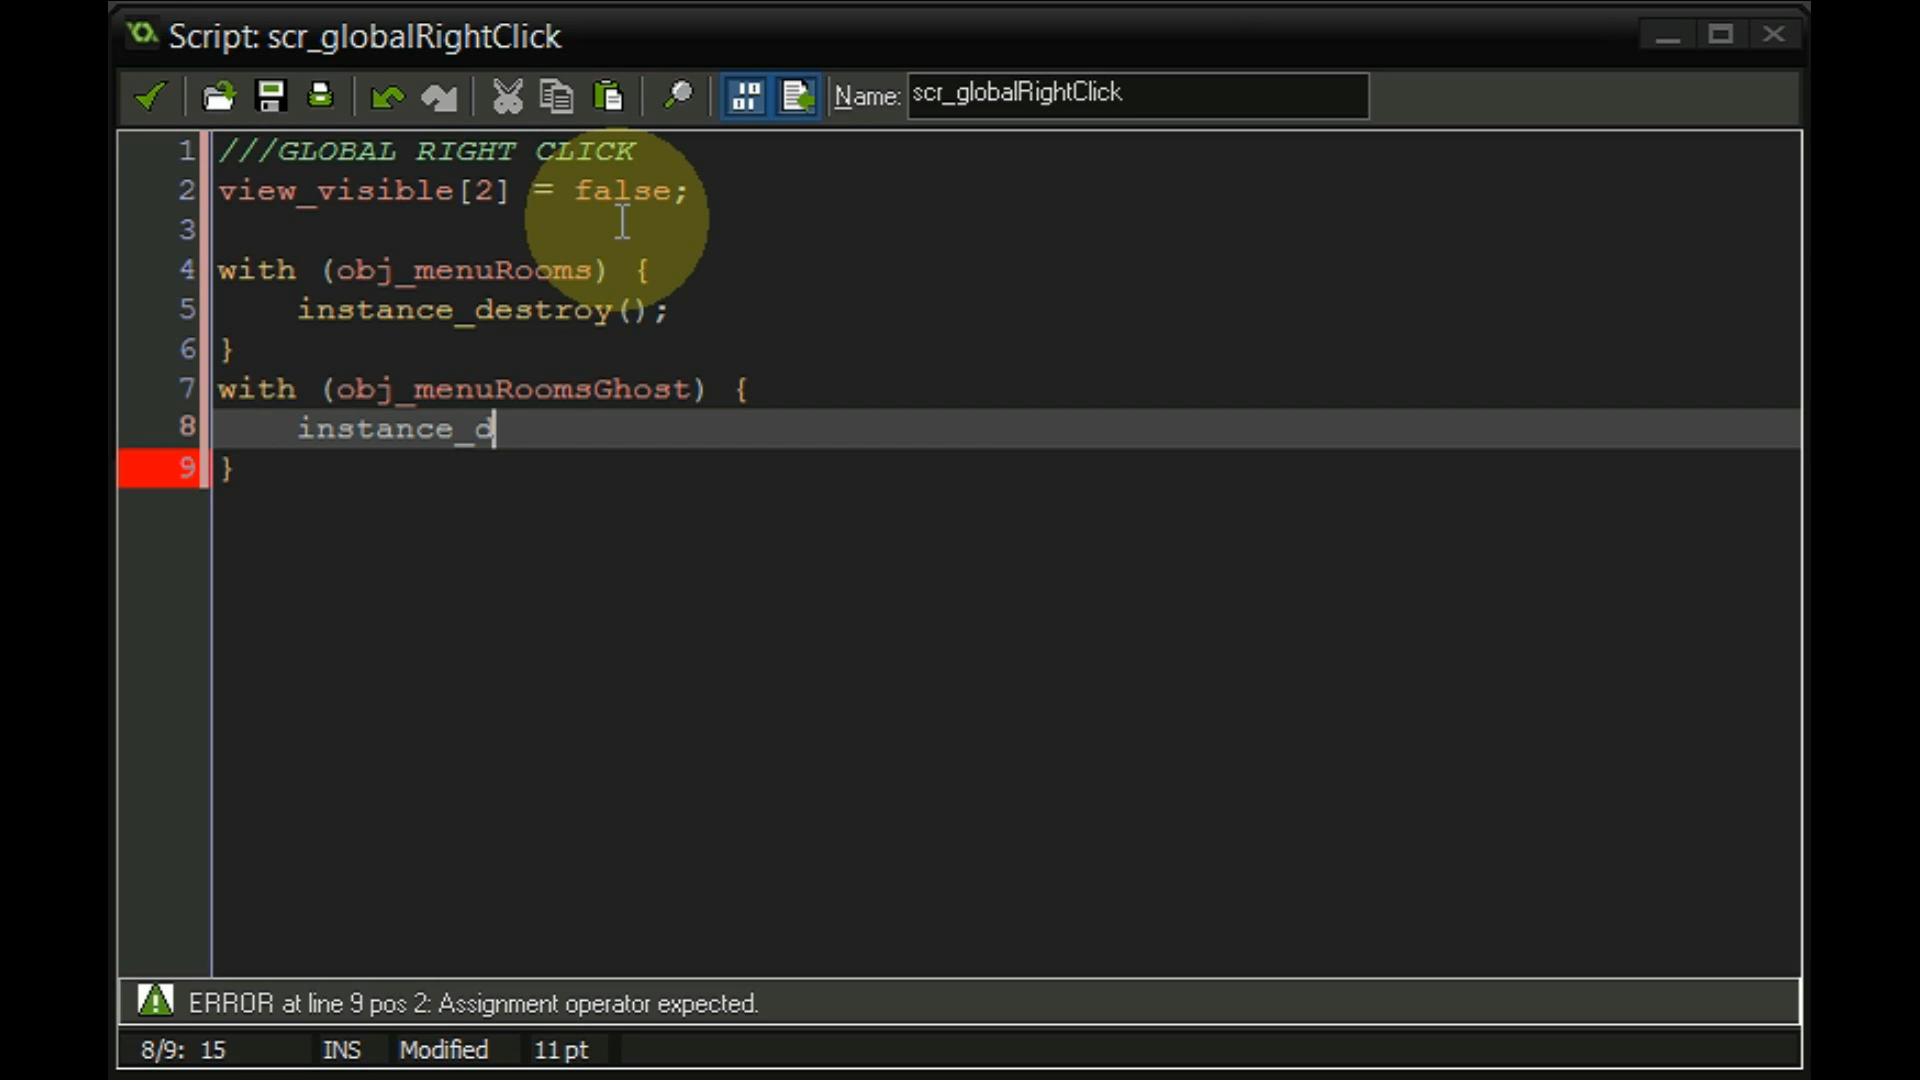 Script: scr_globalRightClick
Name: scr_globalRightClick
1 ///GLOBAL RIGHT CLICK
2 view_visible[2] = false;
3
4 with (obj_menuRooms) {
5     instance_destroy();
6 }
7 with (obj_menuRoomsGhost) {
8     instance_d
9 }
ERROR at line 9 pos 2: Assignment operator expected.
8/9: 15 INS Modified 11 pt